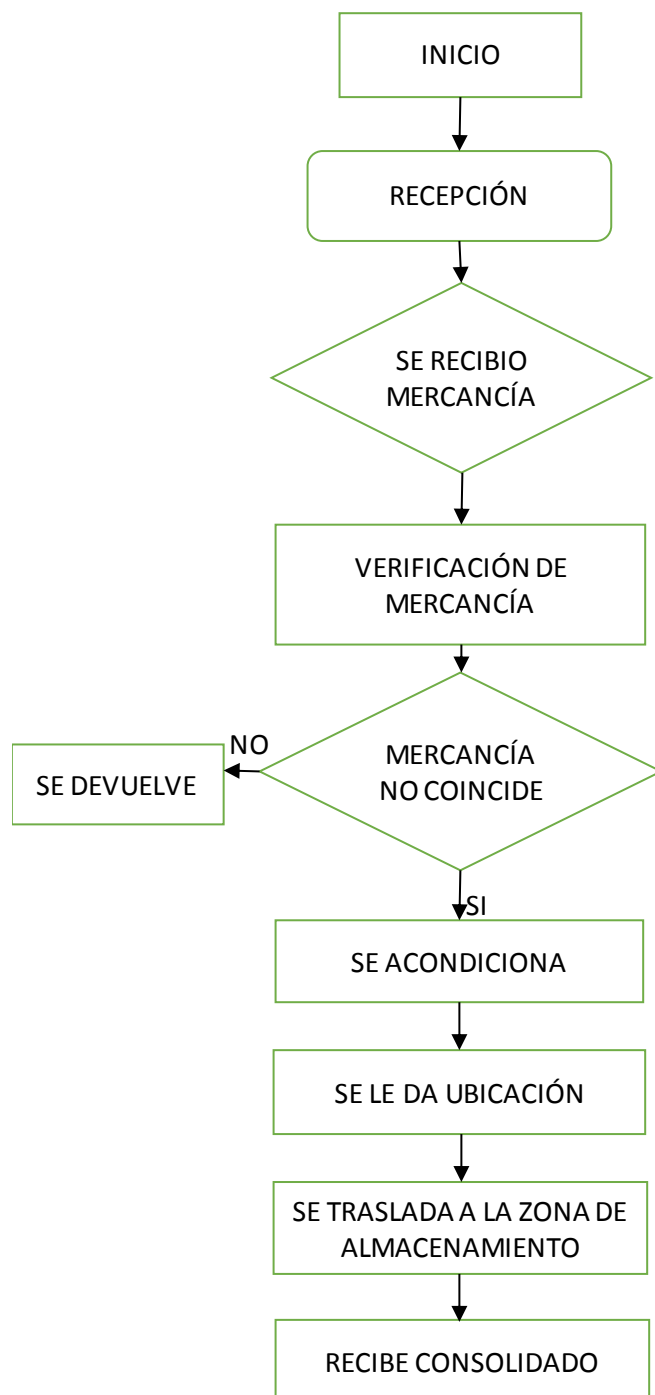 INICIO
RECEPCIÓN
SE RECIBIO
MERCANCÍA
VERIFICACIÓN DE
MERCANCÍA
NO
SE DEVUELVE
MERCANCÍA
NO COINCIDE
SI
SE ACONDICIONA
SE LE DA UBICACIÓN
SE TRASLADA A LA ZONA DE
ALMACENAMIENTO
RECIBE CONSOLIDADO